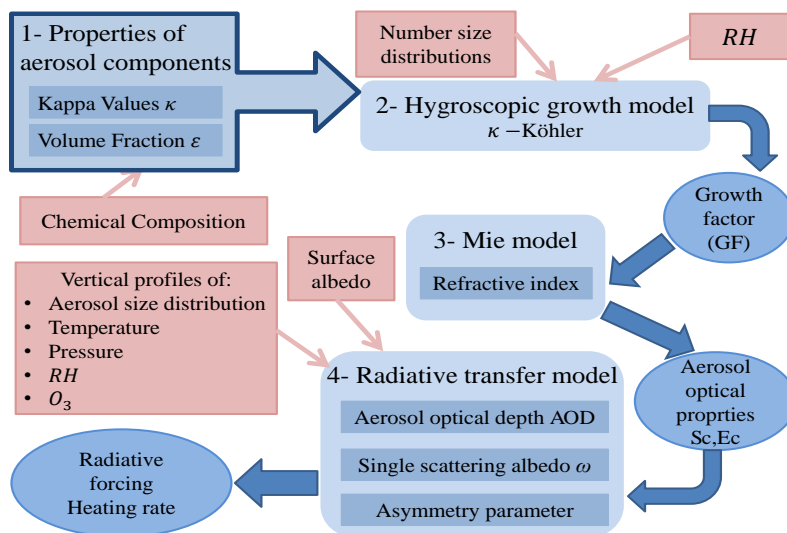 1- Properties of
aerosol components
Kappa Values κ
Volume Fraction ε
Chemical Composition
Number size
distributions
RH
2- Hygroscopic growth model
κ −Köhler
Growth
factor
(GF)
3- Mie model
Refractive index
Surface
albedo
Vertical profiles of:
• Aerosol size distribution
• Temperature
• Pressure
• RH
• O₃
4- Radiative transfer model
Aerosol optical depth AOD
Single scattering albedo ω
Asymmetry parameter
Aerosol
optical
proprties
Sc,Ec
Radiative
forcing
Heating rate